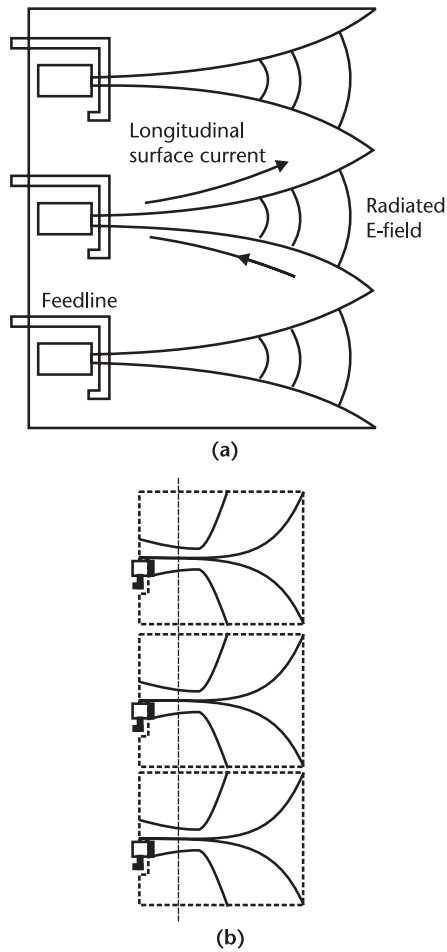 Longitudinal
surface current
Radiated
E-field
Feedline
(a)
(b)